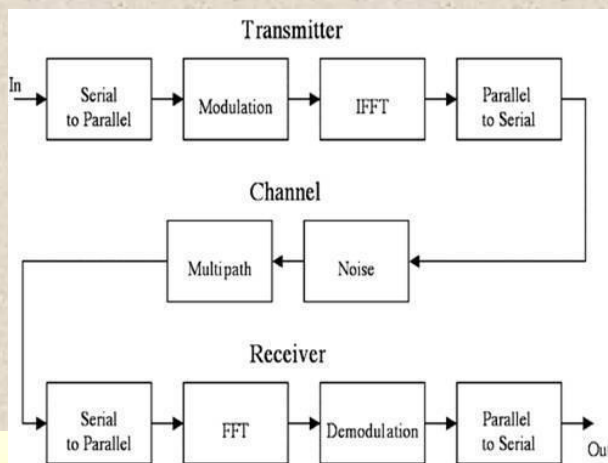 Transmitter
In
Serial
to Parallel
Modulation
IFFT
Parallel
to Serial
Channel
Multipath
Noise
Receiver
Serial
to Parallel
FFT
Demodulation
Parallel
to Serial
Out